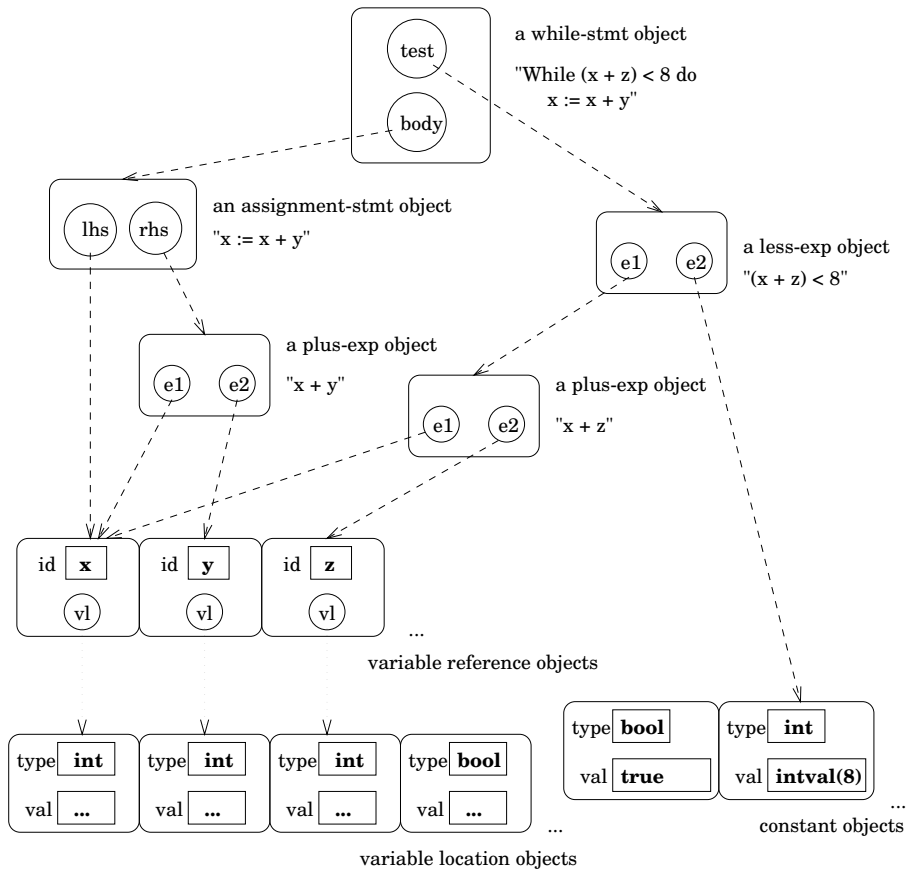 test
a while-stmt object
"While (x + z) < 8 do
x := x + y"
body
lhs rhs
an assignment-stmt object
"x := x + y"
e1 e2
a less-exp object
"(x + z) < 8"
e1 e2
a plus-exp object
"x + y"
e1 e2
a plus-exp object
"x + z"
id x id y id z
vl vl vl
...
variable reference objects
type bool type int
val true val intval(8)
...
constant objects
type int type int type int type bool
val ... val ... val ... val ...
...
variable location objects